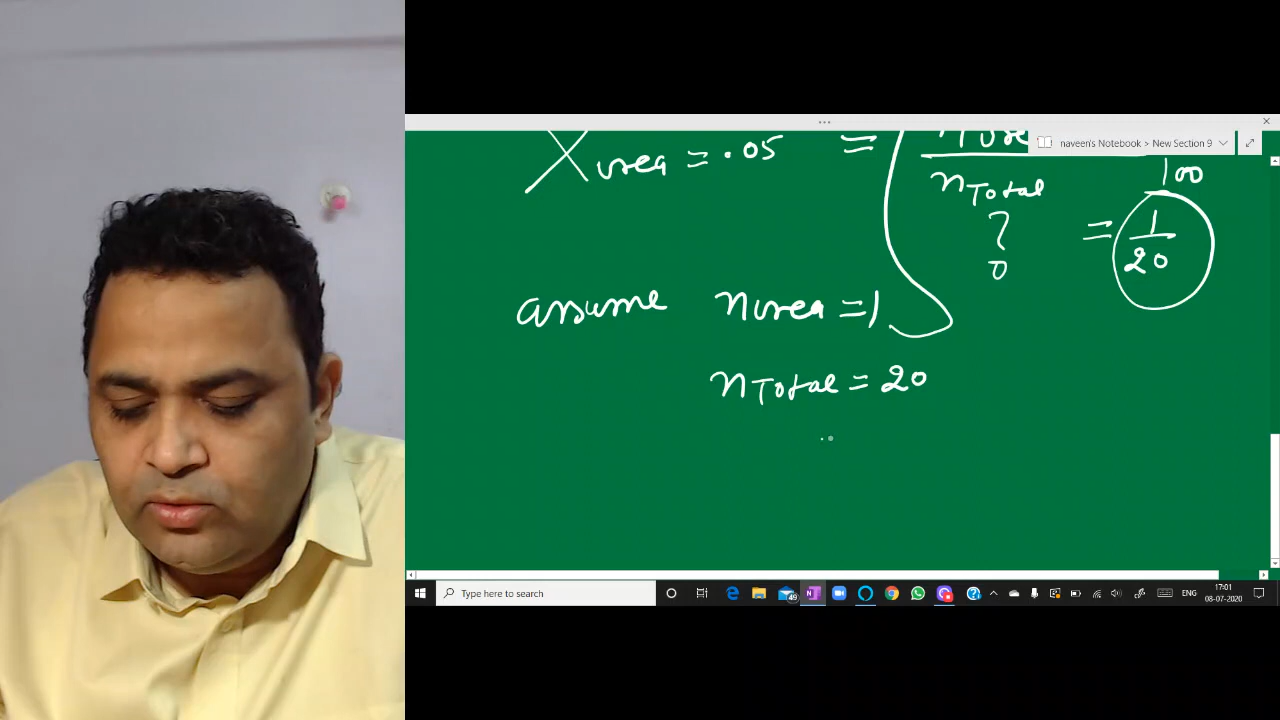 naveen's Notebook > New Section 9
X urea = .05 =
n Total
100
?
= 1/20
assume n urea = 1
n Total = 20
Type here to search
49
ENG
17:01
08-07-2020